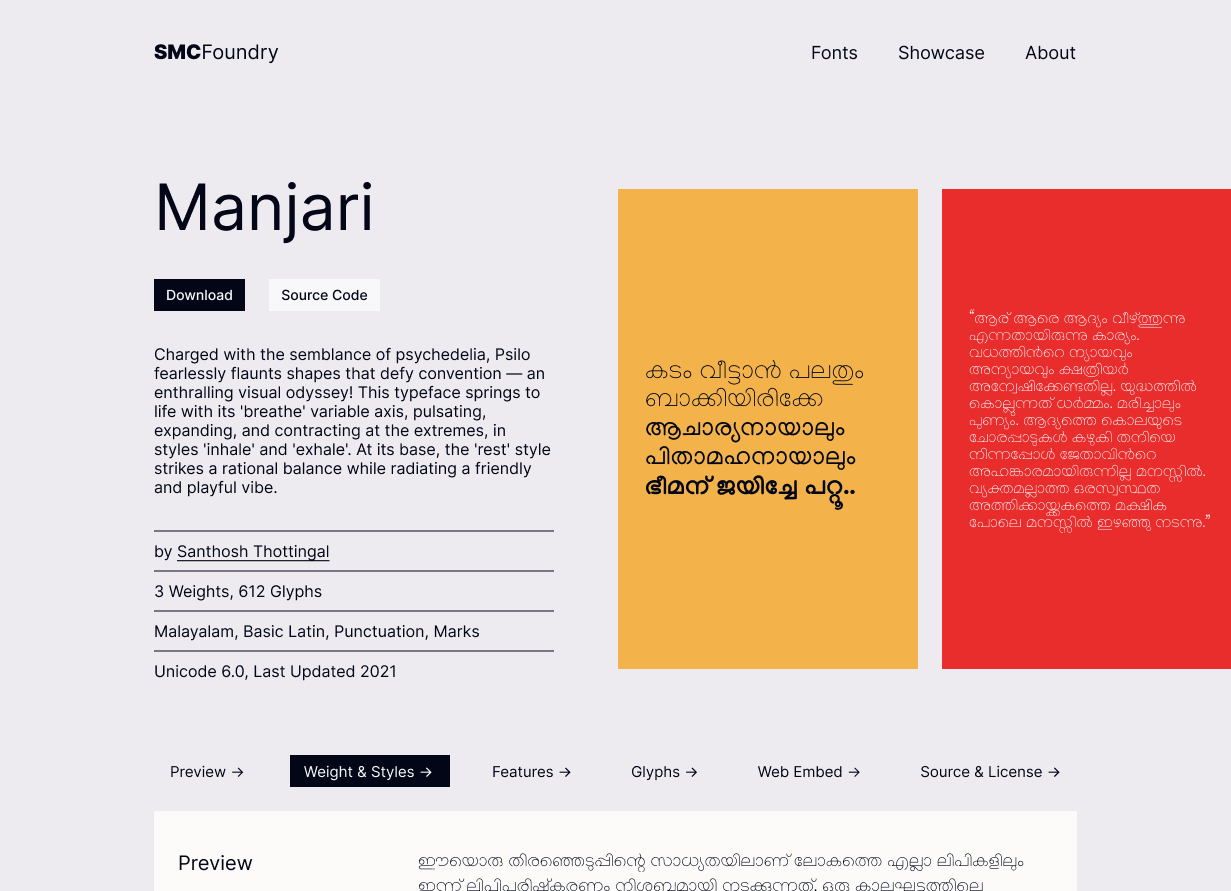 SMCFoundry
Fonts Showcase About
Manjari
Download Source Code
Charged with the semblance of psychedelia, Psilo
fearlessly flaunts shapes that defy convention — an
enthralling visual odyssey! This typeface springs to
life with its 'breathe' variable axis, pulsating,
expanding, and contracting at the extremes, in
styles 'inhale' and 'exhale'. At its base, the 'rest' style
strikes a rational balance while radiating a friendly
and playful vibe.
by Santhosh Thottingal
3 Weights, 612 Glyphs
Malayalam, Basic Latin, Punctuation, Marks
Unicode 6.0, Last Updated 2021
കടം വീട്ടാൻ പലതും
ബാക്കിയിരിക്കേ
ആചാര്യനായാലും
പിതാമഹനായാലും
ഭീമന് ജയിച്ചേ പറ്റൂ..
“ആര് ആരെ ആദ്യം വീഴ്ത്തുന്നു
എന്നതായിരുന്നു കാര്യം.
വധത്തിൻറെ ന്യായവും
അന്യായവും ക്ഷത്രിയർ
അന്വേഷിക്കേണ്ടതില്ല. യുദ്ധത്തിൽ
കൊല്ലുന്നത് ധർമ്മം. മരിച്ചാലും
പുണ്യം. ആദ്യത്തെ കൊലയുടെ
ചോരപ്പാടുകൾ കഴുകി തനിയെ
നിന്നപ്പോൾ ജേതാവിൻറെ
അഹങ്കാരമായിരുന്നില്ല മനസ്സിൽ.
വ്യക്തമല്ലാത്ത ഒരസ്വസ്ഥത
അത്തിക്കായ്ക്കകത്തെ മക്ഷിക
പോലെ മനസ്സിൽ ഇഴഞ്ഞു നടന്നു.”
Preview → Weight & Styles → Features → Glyphs → Web Embed → Source & License →
Preview
ഈയൊരു തിരഞ്ഞെടുപ്പിന്റെ സാധ്യതയിലാണ് ലോകത്തെ എല്ലാ ലിപികളിലും
ഇന്ന് ലിപിപരിഷ്കരണം നിശബ്ദമായി നടക്കുന്നത്. ഒരു കാലഘട്ടത്തിലെ